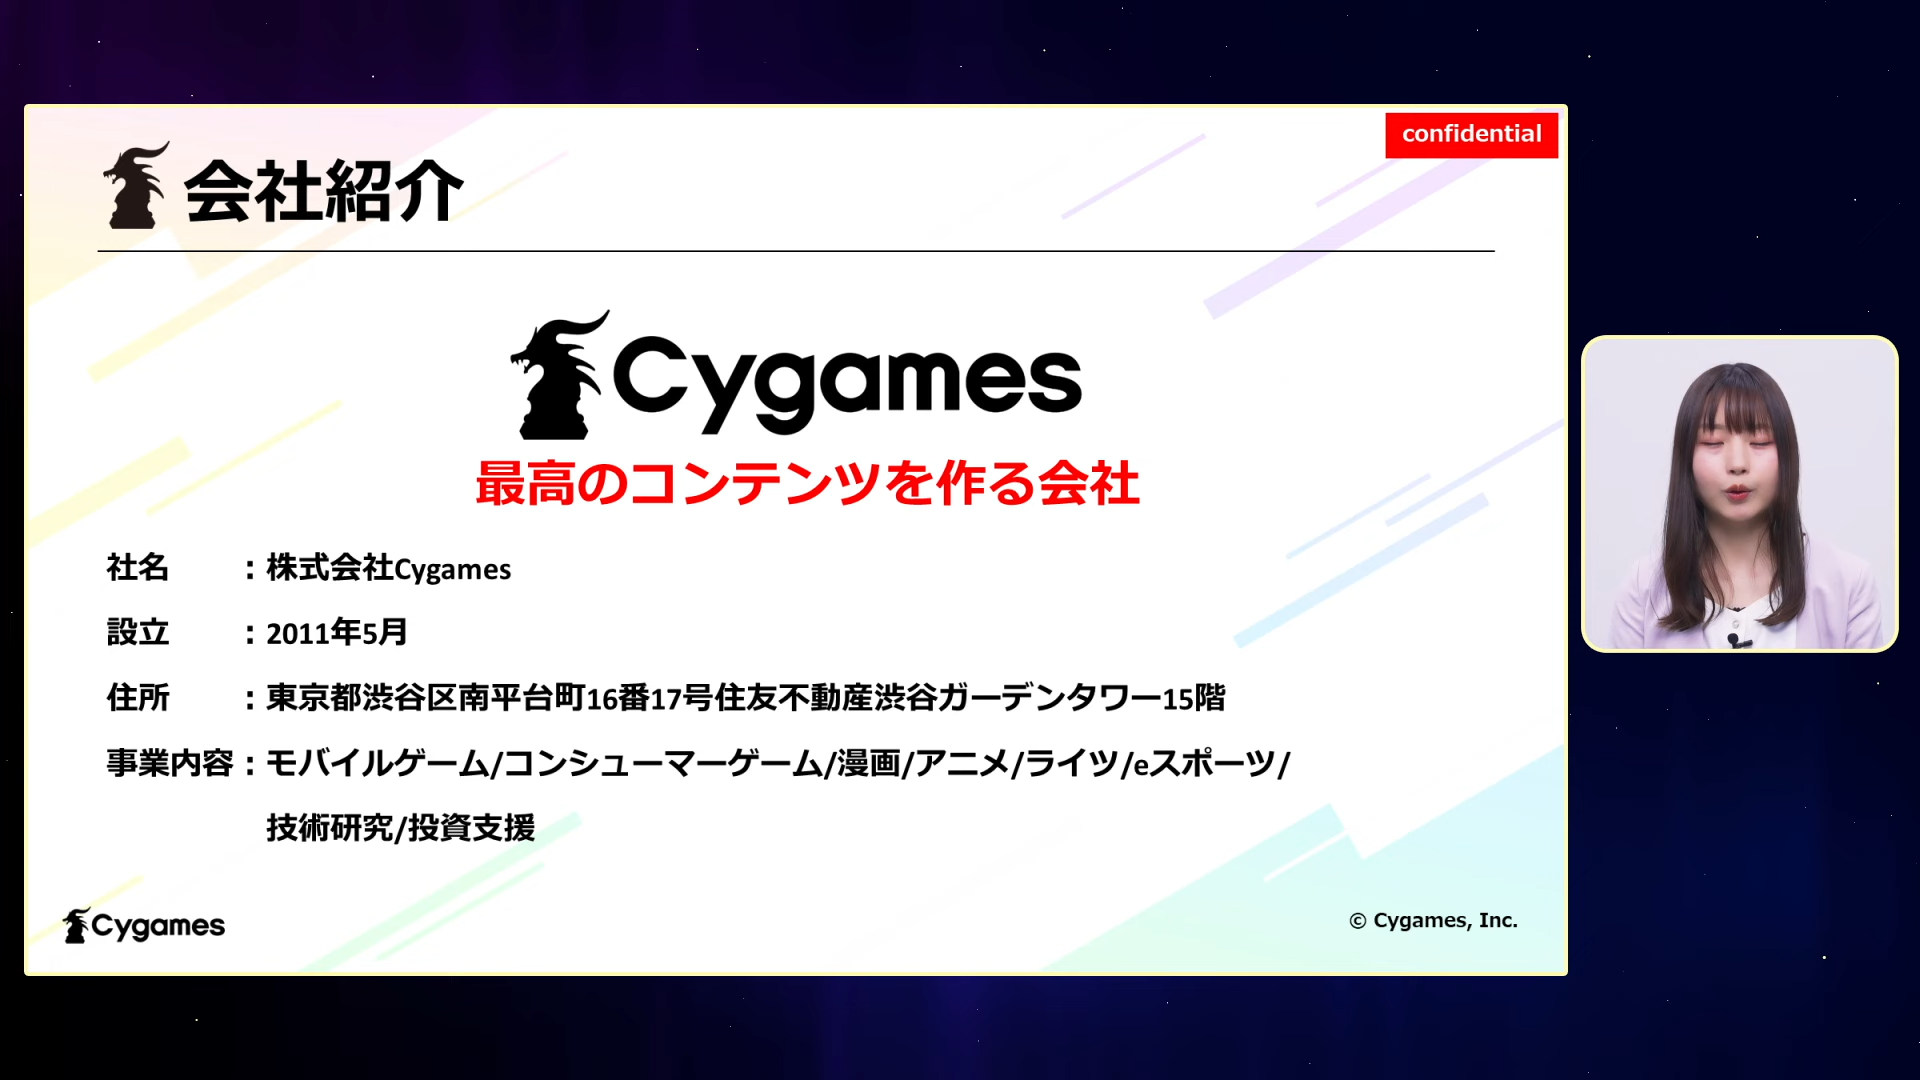 confidential
会社紹介
Cygames
最高のコンテンツを作る会社
社名　　：株式会社Cygames
設立　　：2011年5月
住所　　：東京都渋谷区南平台町16番17号住友不動産渋谷ガーデンタワー15階
事業内容：モバイルゲーム/コンシューマーゲーム/漫画/アニメ/ライツ/eスポーツ/
技術研究/投資支援
Cygames
© Cygames, Inc.